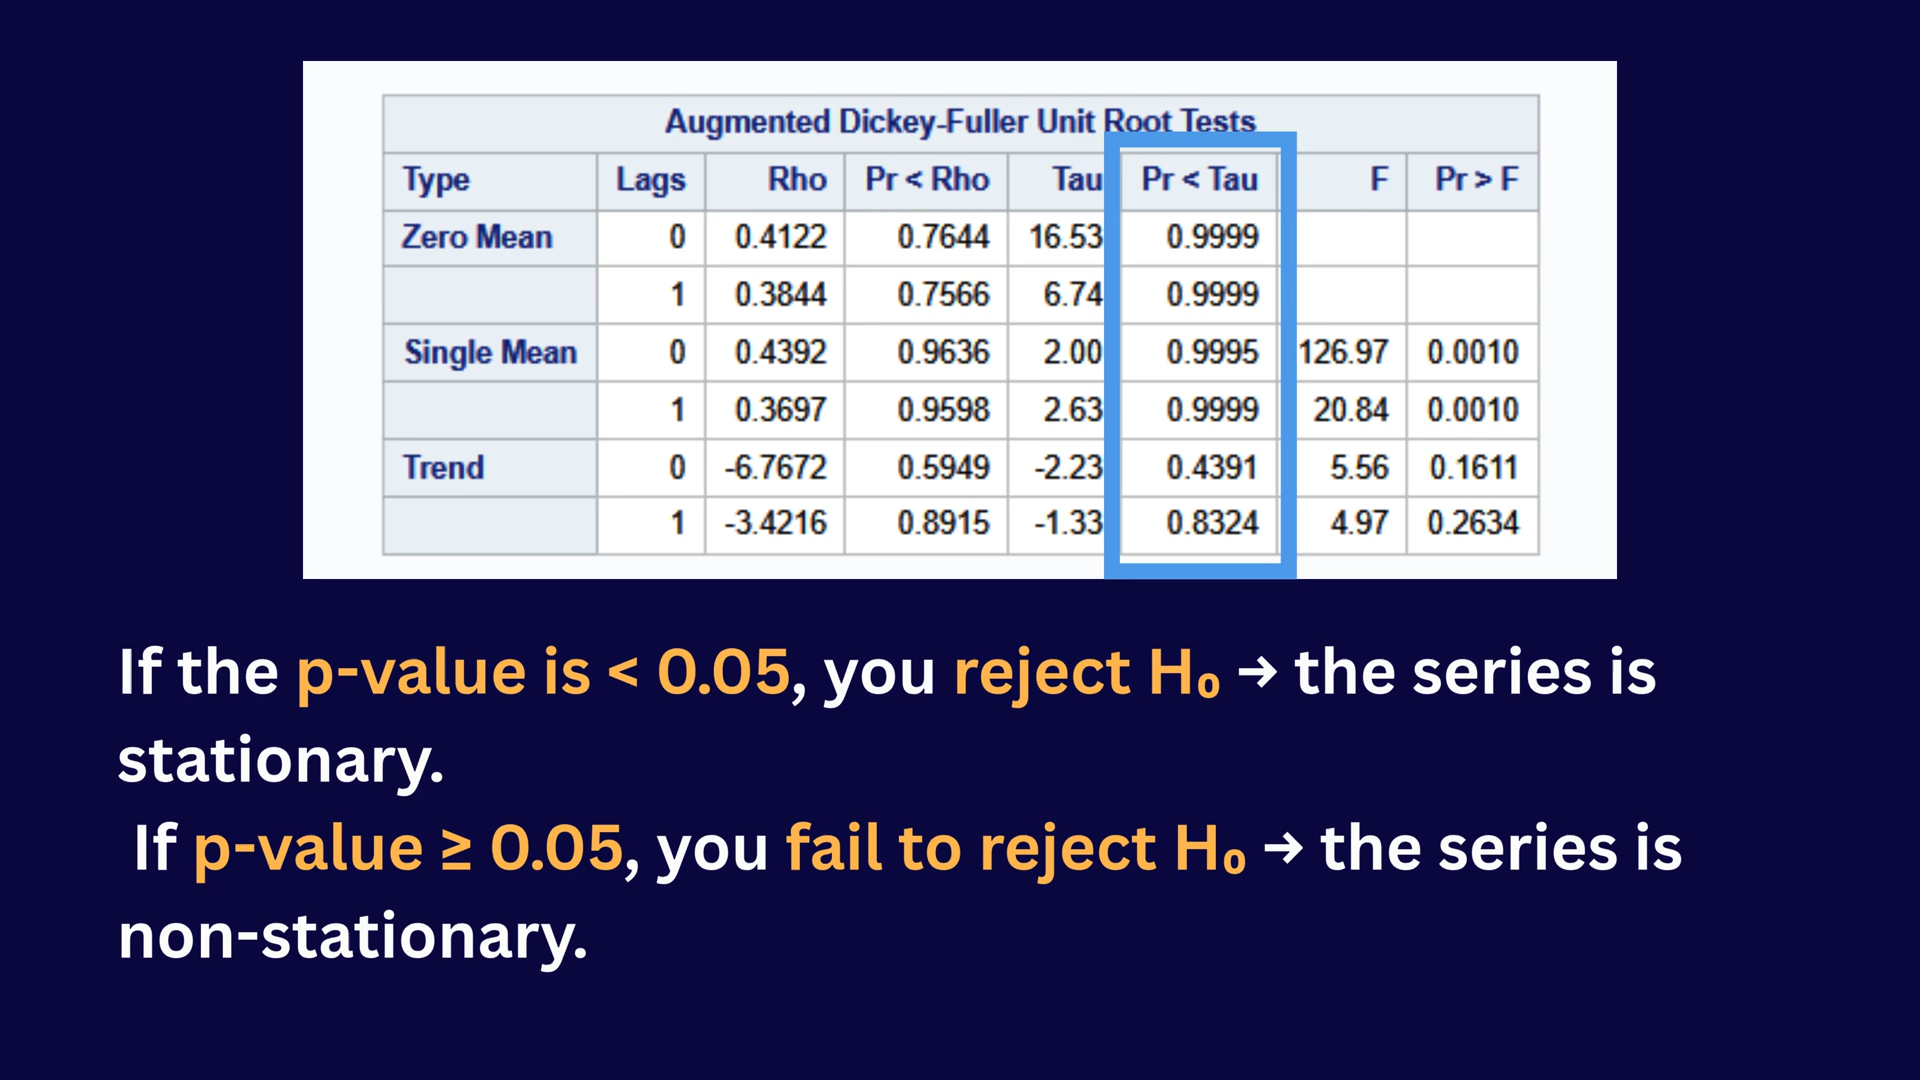 Augmented Dickey-Fuller Unit Root Tests
Type Lags Rho Pr < Rho Tau Pr < Tau F Pr > F
Zero Mean 0 0.4122 0.7644 16.53 0.9999
1 0.3844 0.7566 6.74 0.9999
Single Mean 0 0.4392 0.9636 2.00 0.9995 126.97 0.0010
1 0.3697 0.9598 2.63 0.9999 20.84 0.0010
Trend 0 -6.7672 0.5949 -2.23 0.4391 5.56 0.1611
1 -3.4216 0.8915 -1.33 0.8324 4.97 0.2634
If the p-value is < 0.05, you reject H₀ → the series is
stationary.
If p-value ≥ 0.05, you fail to reject H₀ → the series is
non-stationary.